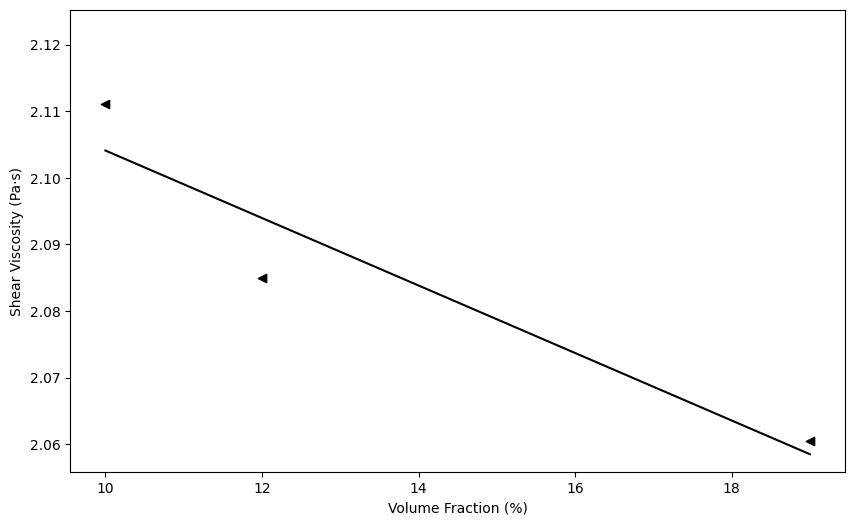 2.12
2.11
2.10
2.09
2.08
2.07
2.06
Shear Viscosity (Pa·s)
10 12 14 16 18
Volume Fraction (%)